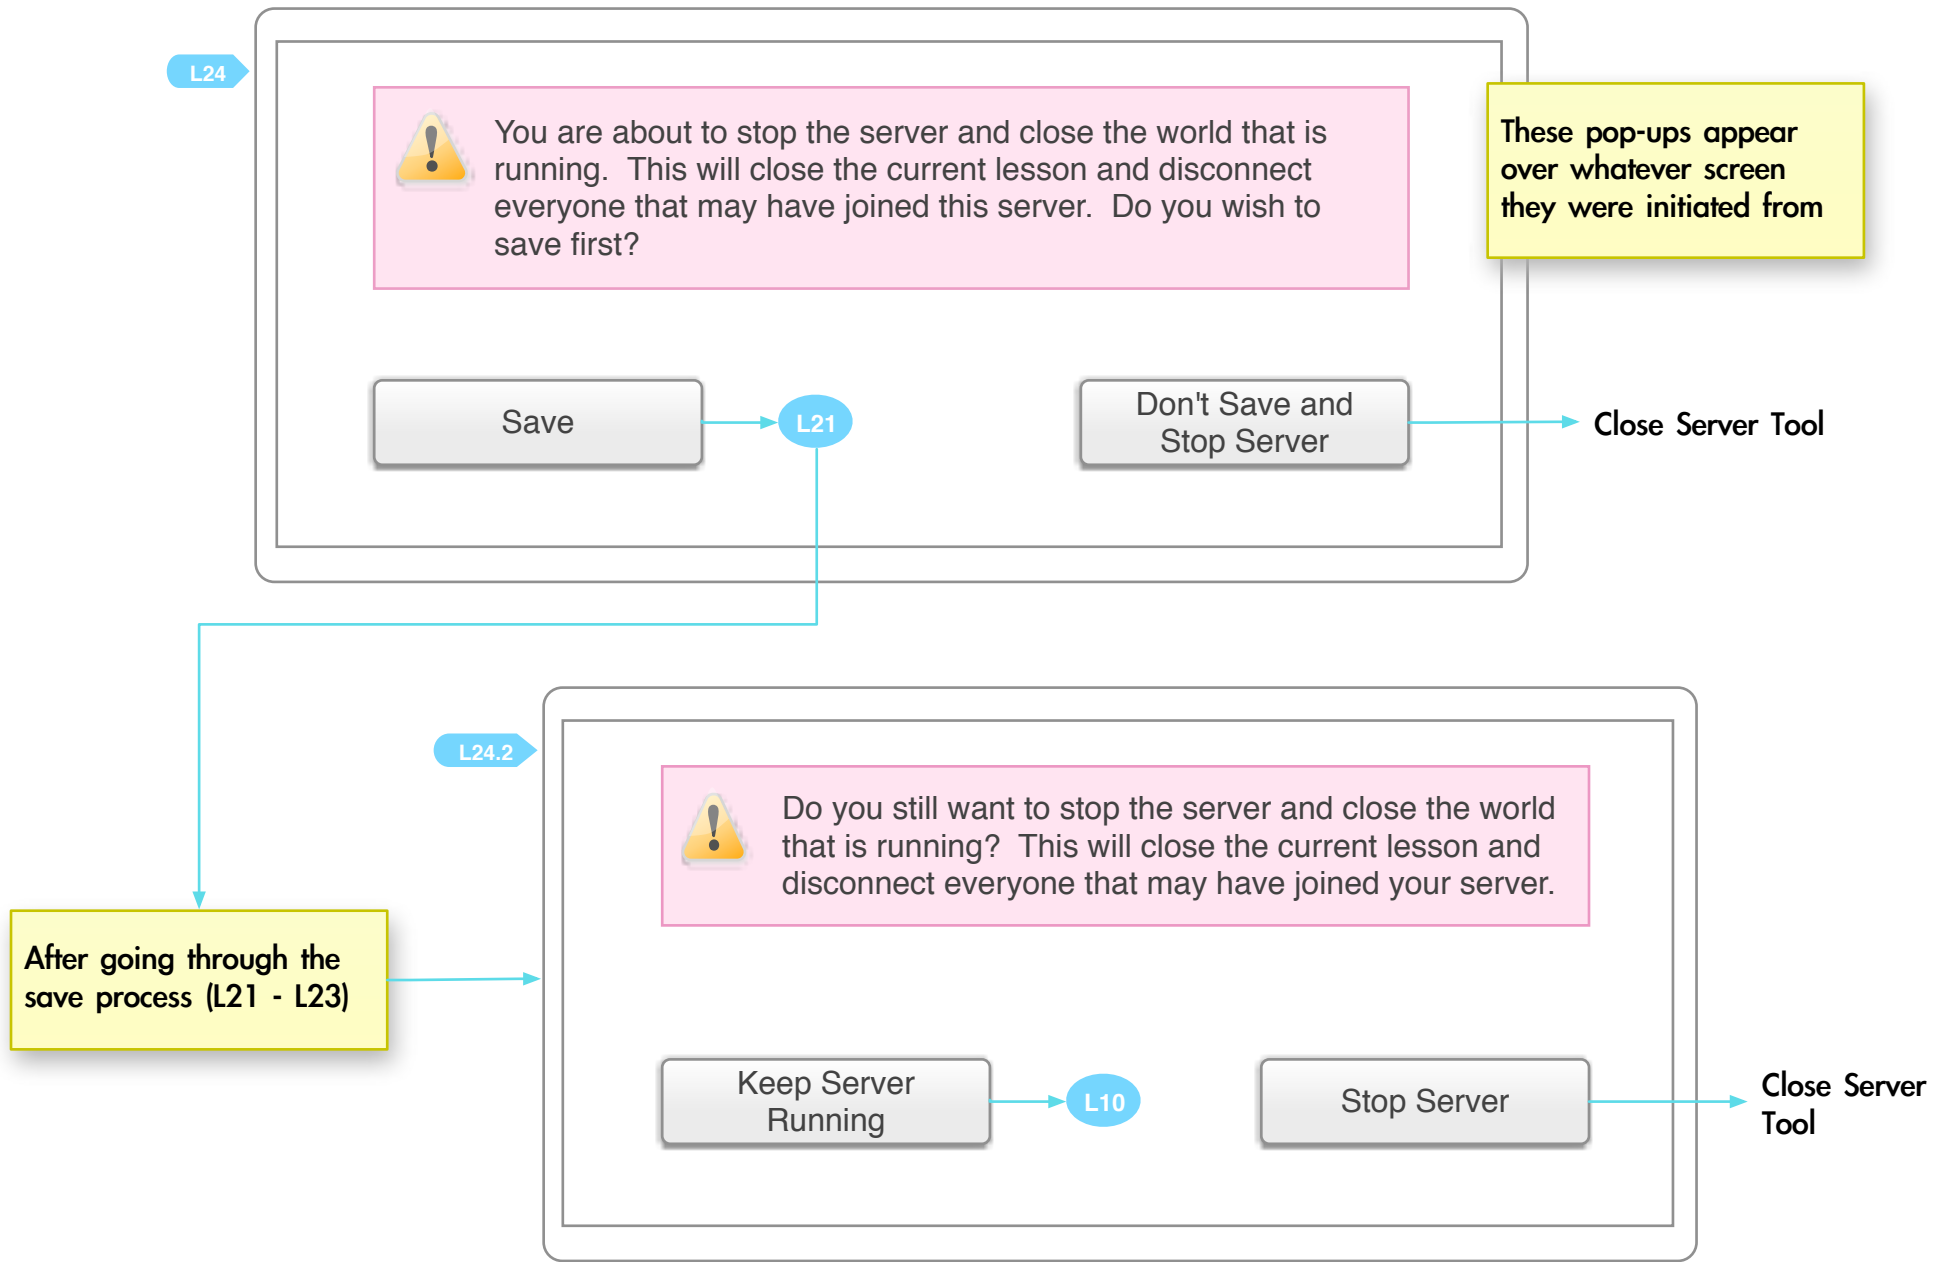 L24
You are about to stop the server and close the world that is
running.  This will close the current lesson and disconnect
everyone that may have joined this server.  Do you wish to
save first?
These pop-ups appear
over whatever screen
they were initiated from
Save
L21
Don't Save and
Stop Server
Close Server Tool
L24.2
Do you still want to stop the server and close the world
that is running?  This will close the current lesson and
disconnect everyone that may have joined your server.
After going through the
save process (L21 - L23)
Keep Server
Running
L10
Stop Server
Close Server
Tool